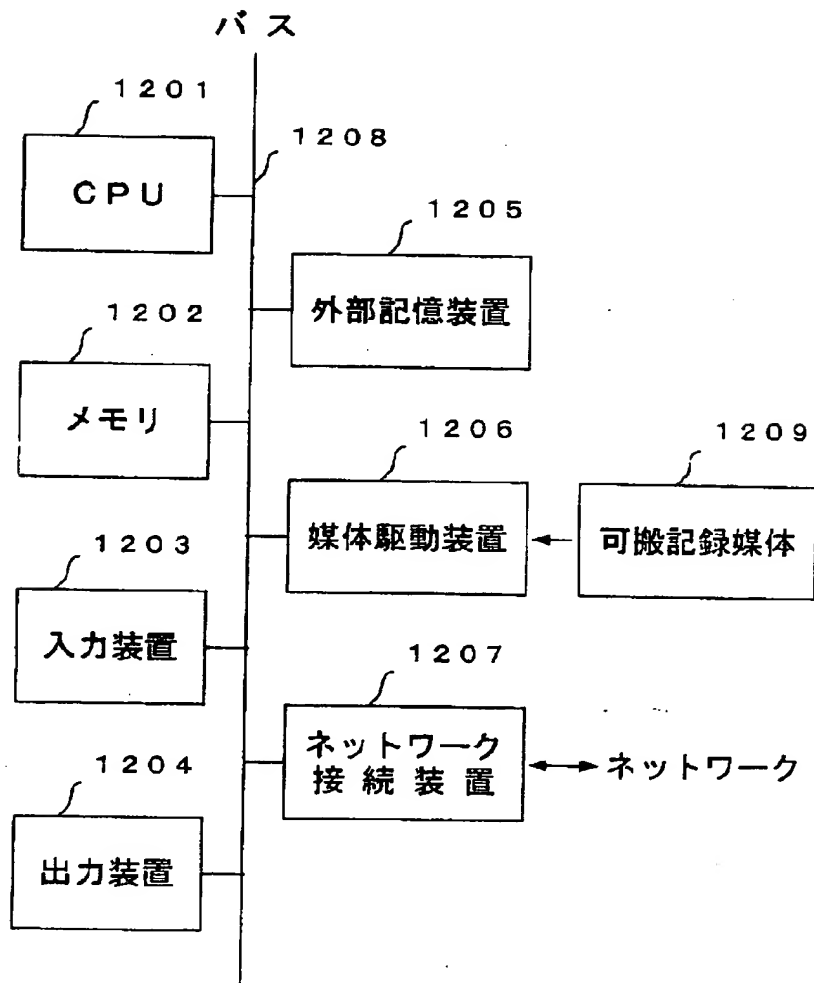 バス
1201
1208
CPU
1205
外部記憶装置
1202
メモリ
1206
1209
媒体駆動装置
可搬記録媒体
1203
入力装置
1207
ネットワーク
接続装置
ネットワーク
1204
出力装置